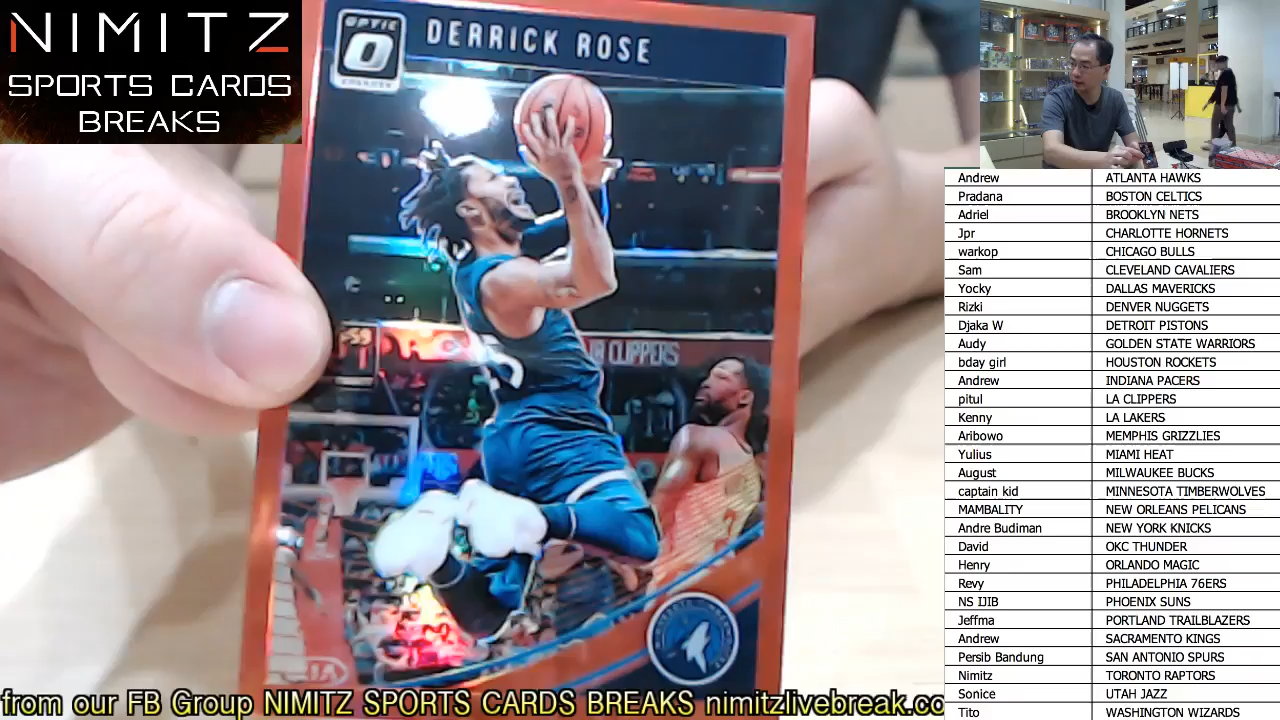 NIMITZ
SPORTS CARDS
BREAKS
OPTIC
DERRICK ROSE
CLIPPERS
25
KIA
from our FB Group NIMITZ SPORTS CARDS BREAKS nimitzlivebreak.co
Andrew ATLANTA HAWKS
Pradana BOSTON CELTICS
Adriel BROOKLYN NETS
Jpr CHARLOTTE HORNETS
warkop CHICAGO BULLS
Sam CLEVELAND CAVALIERS
Yocky DALLAS MAVERICKS
Rizki DENVER NUGGETS
Djaka W DETROIT PISTONS
Audy GOLDEN STATE WARRIORS
bday girl HOUSTON ROCKETS
Andrew INDIANA PACERS
pitul LA CLIPPERS
Kenny LA LAKERS
Aribowo MEMPHIS GRIZZLIES
Yulius MIAMI HEAT
August MILWAUKEE BUCKS
captain kid MINNESOTA TIMBERWOLVES
MAMBALITY NEW ORLEANS PELICANS
Andre Budiman NEW YORK KNICKS
David OKC THUNDER
Henry ORLANDO MAGIC
Revy PHILADELPHIA 76ERS
NS IJIB PHOENIX SUNS
Jeffma PORTLAND TRAILBLAZERS
Andrew SACRAMENTO KINGS
Persib Bandung SAN ANTONIO SPURS
Nimitz TORONTO RAPTORS
Sonice UTAH JAZZ
Tito WASHINGTON WIZARDS